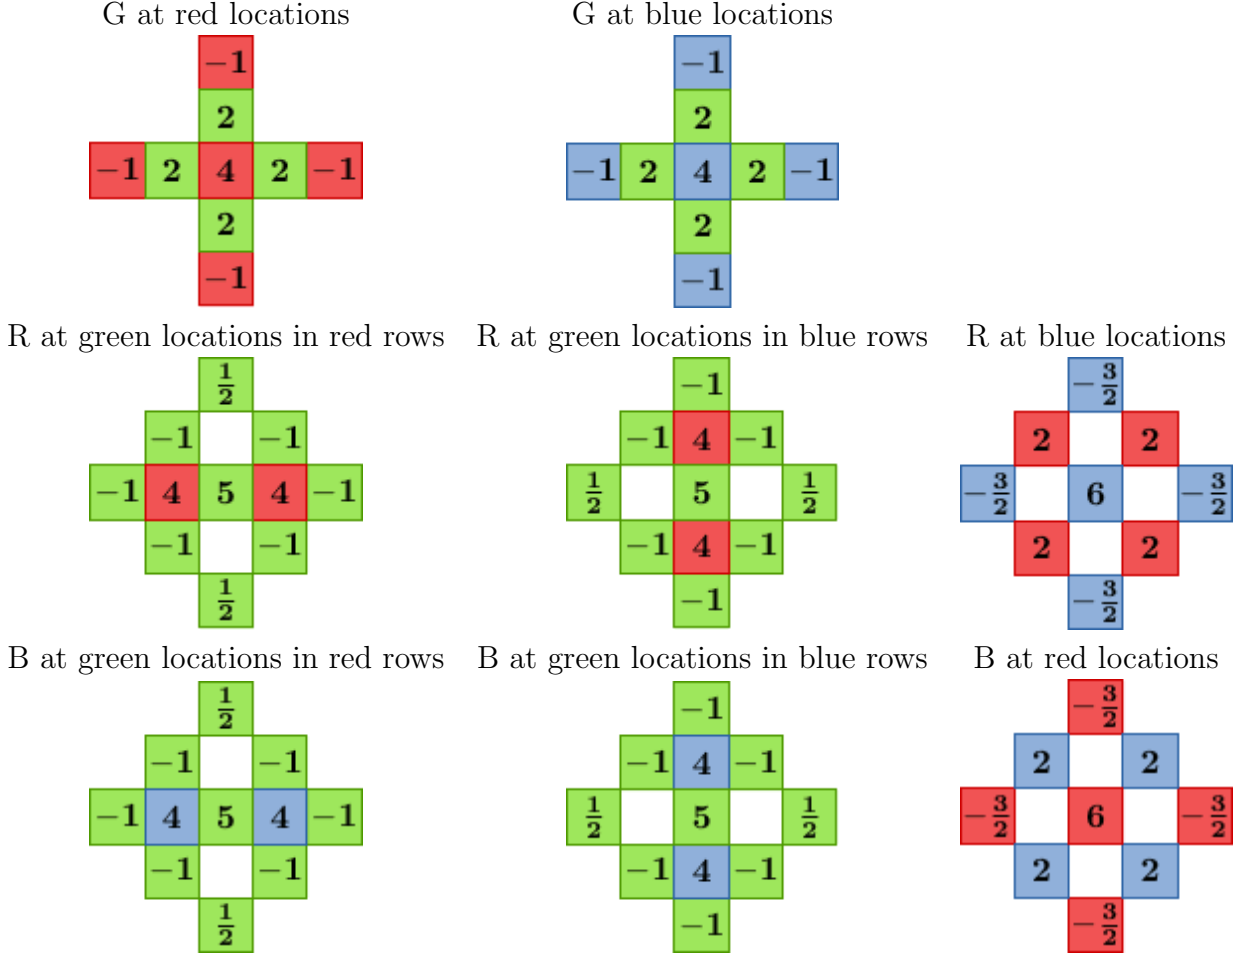 G at red locations
G at blue locations
−1
2
−1 2 4 2 −1
2
−1
−1
2
−1 2 4 2 −1
2
−1
R at green locations in red rows
R at green locations in blue rows
R at blue locations
1/2
−1 −1
−1 4 5 4 −1
−1 −1
1/2
−1
−1 4 −1
1/2 5 1/2
−1 4 −1
−1
−3/2
2 2
−3/2 6 −3/2
2 2
−3/2
B at green locations in red rows
B at green locations in blue rows
B at red locations
1/2
−1 −1
−1 4 5 4 −1
−1 −1
1/2
−1
−1 4 −1
1/2 5 1/2
−1 4 −1
−1
−3/2
2 2
−3/2 6 −3/2
2 2
−3/2